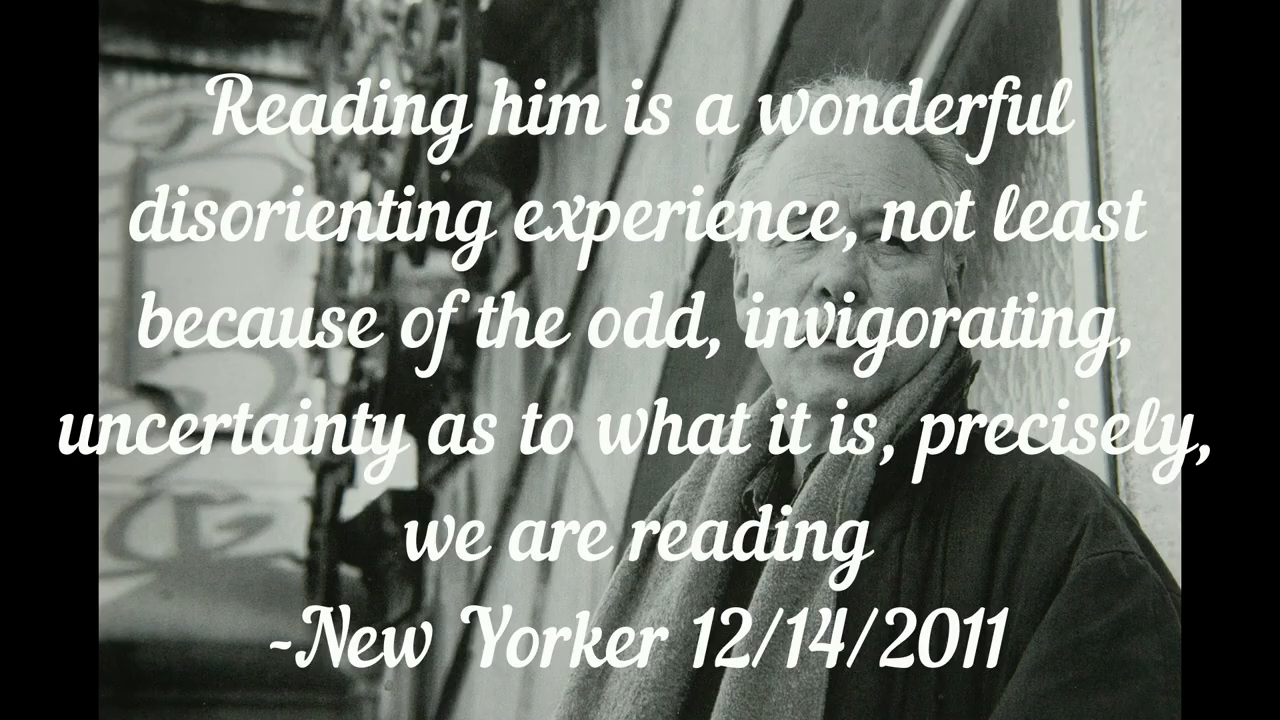 Reading him is a wonderful
disorienting experience, not least
because of the odd, invigorating,
uncertainty as to what it is, precisely,
we are reading
-New Yorker 12/14/2011